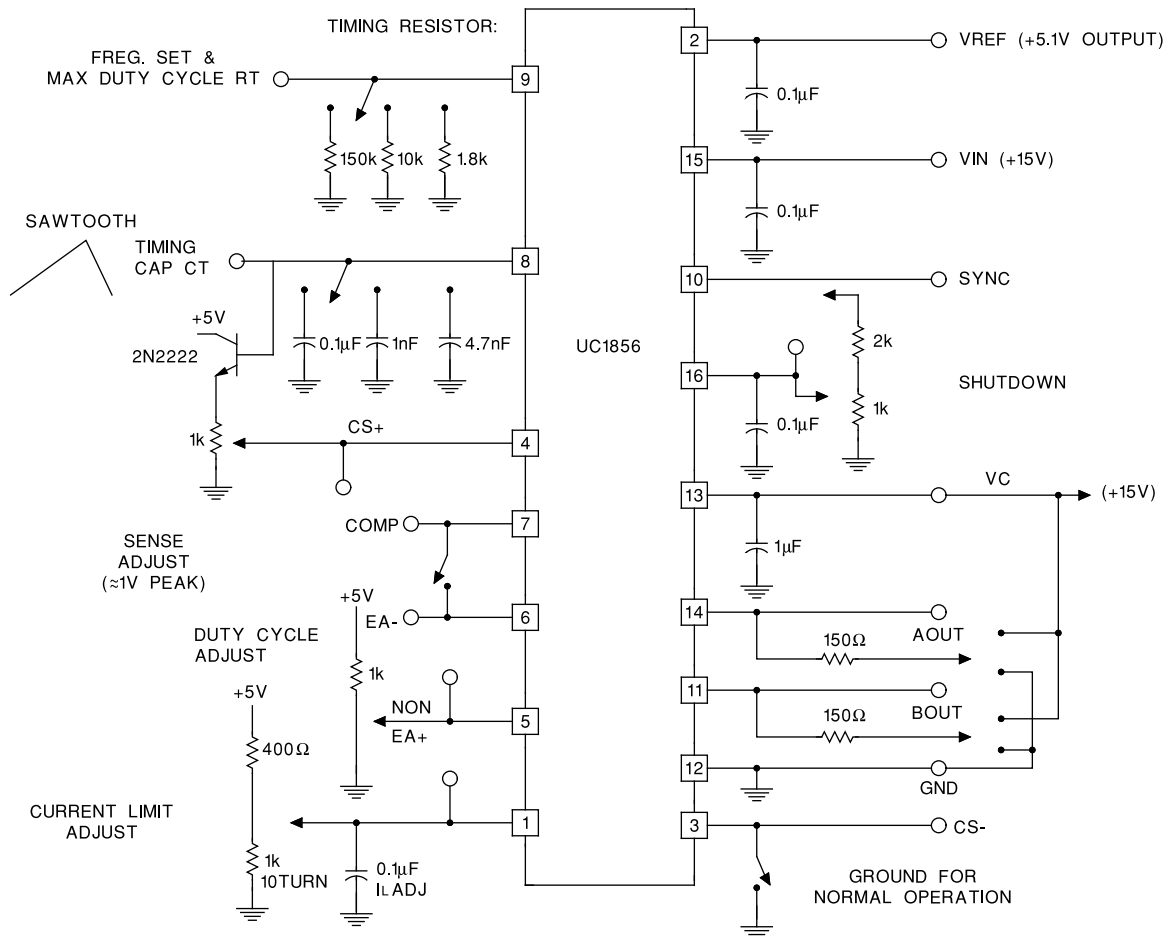 TIMING RESISTOR:
FREG. SET &
MAX DUTY CYCLE RT
9
150k
10k
1.8k
SAWTOOTH
TIMING
CAP CT
8
+5V
2N2222
0.1µF
1nF
4.7nF
1k
CS+
4
COMP
7
SENSE
ADJUST
(≈1V PEAK)
+5V
EA-
6
DUTY CYCLE
ADJUST
1k
+5V
NON
EA+
5
400Ω
CURRENT LIMIT
ADJUST
1
1k
10TURN
0.1µF
IL ADJ
UC1856
2
VREF (+5.1V OUTPUT)
0.1µF
15
VIN (+15V)
0.1µF
10
SYNC
2k
16
SHUTDOWN
1k
0.1µF
13
VC
(+15V)
1µF
14
AOUT
150Ω
11
BOUT
150Ω
12
GND
3
CS-
GROUND FOR
NORMAL OPERATION